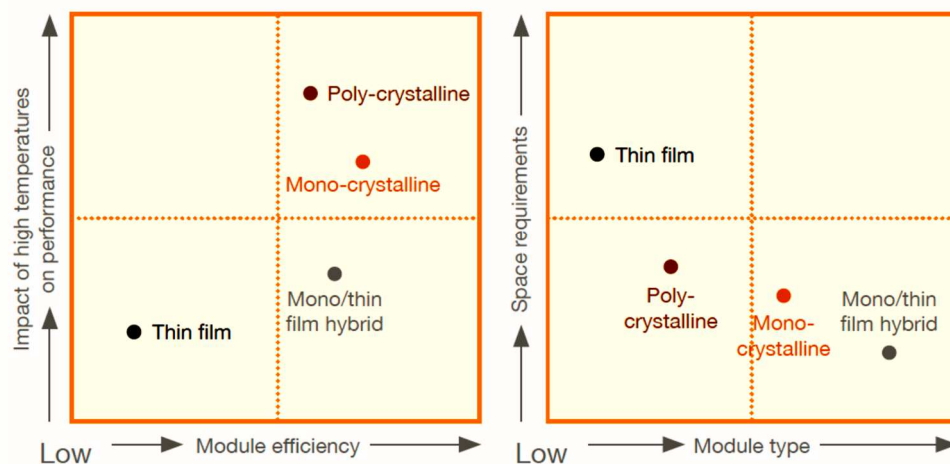 Impact of high temperatures
on performance
Poly-crystalline
Mono-crystalline
Mono/thin
film hybrid
Thin film
Low
Module efficiency
Space requirements
Thin film
Poly-
crystalline
Mono-
crystalline
Mono/thin
film hybrid
Low
Module type